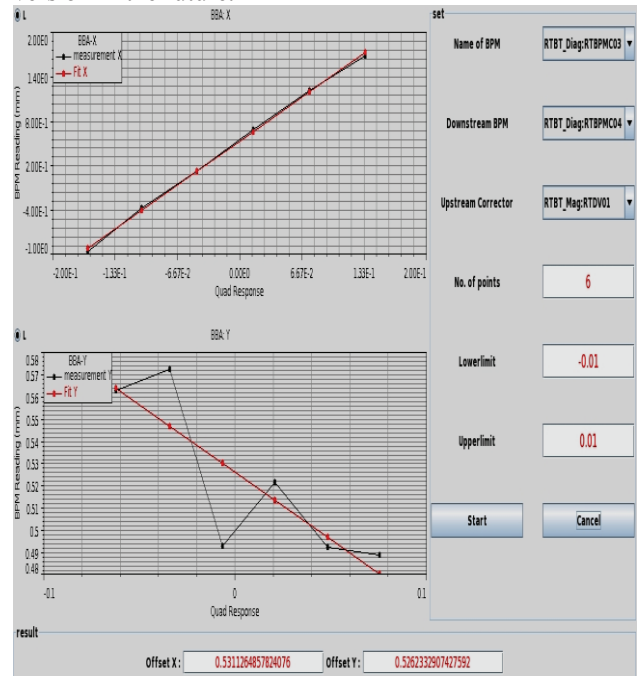 L
BBA: X
2.00E0
1.40E0
8.00E-1
2.00E-1
-4.00E-1
-1.00E0
BPM Reading (mm)
BBA-X
measurement X
Fit X
-2.00E-1 -1.33E-1 -6.67E-2 0.00E0 6.67E-2 1.33E-1 2.00E-1
Quad Response
L
BBA: Y
0.58
0.57
0.56
0.55
0.54
0.53
0.52
0.51
0.5
0.49
0.48
BPM Reading (mm)
BBA-Y
measurement Y
Fit Y
-0.1 0 0.1
Quad Response
set
Name of BPM RTBT_Diag:RTBPMC03
Downstream BPM RTBT_Diag:RTBPMC04
Upstream Corrector RTBT_Mag:RTDV01
No. of points 6
Lowerlimit -0.01
Upperlimit 0.01
Start Cancel
result
Offset X : 0.5311264857824076 Offset Y : 0.5262332907427592